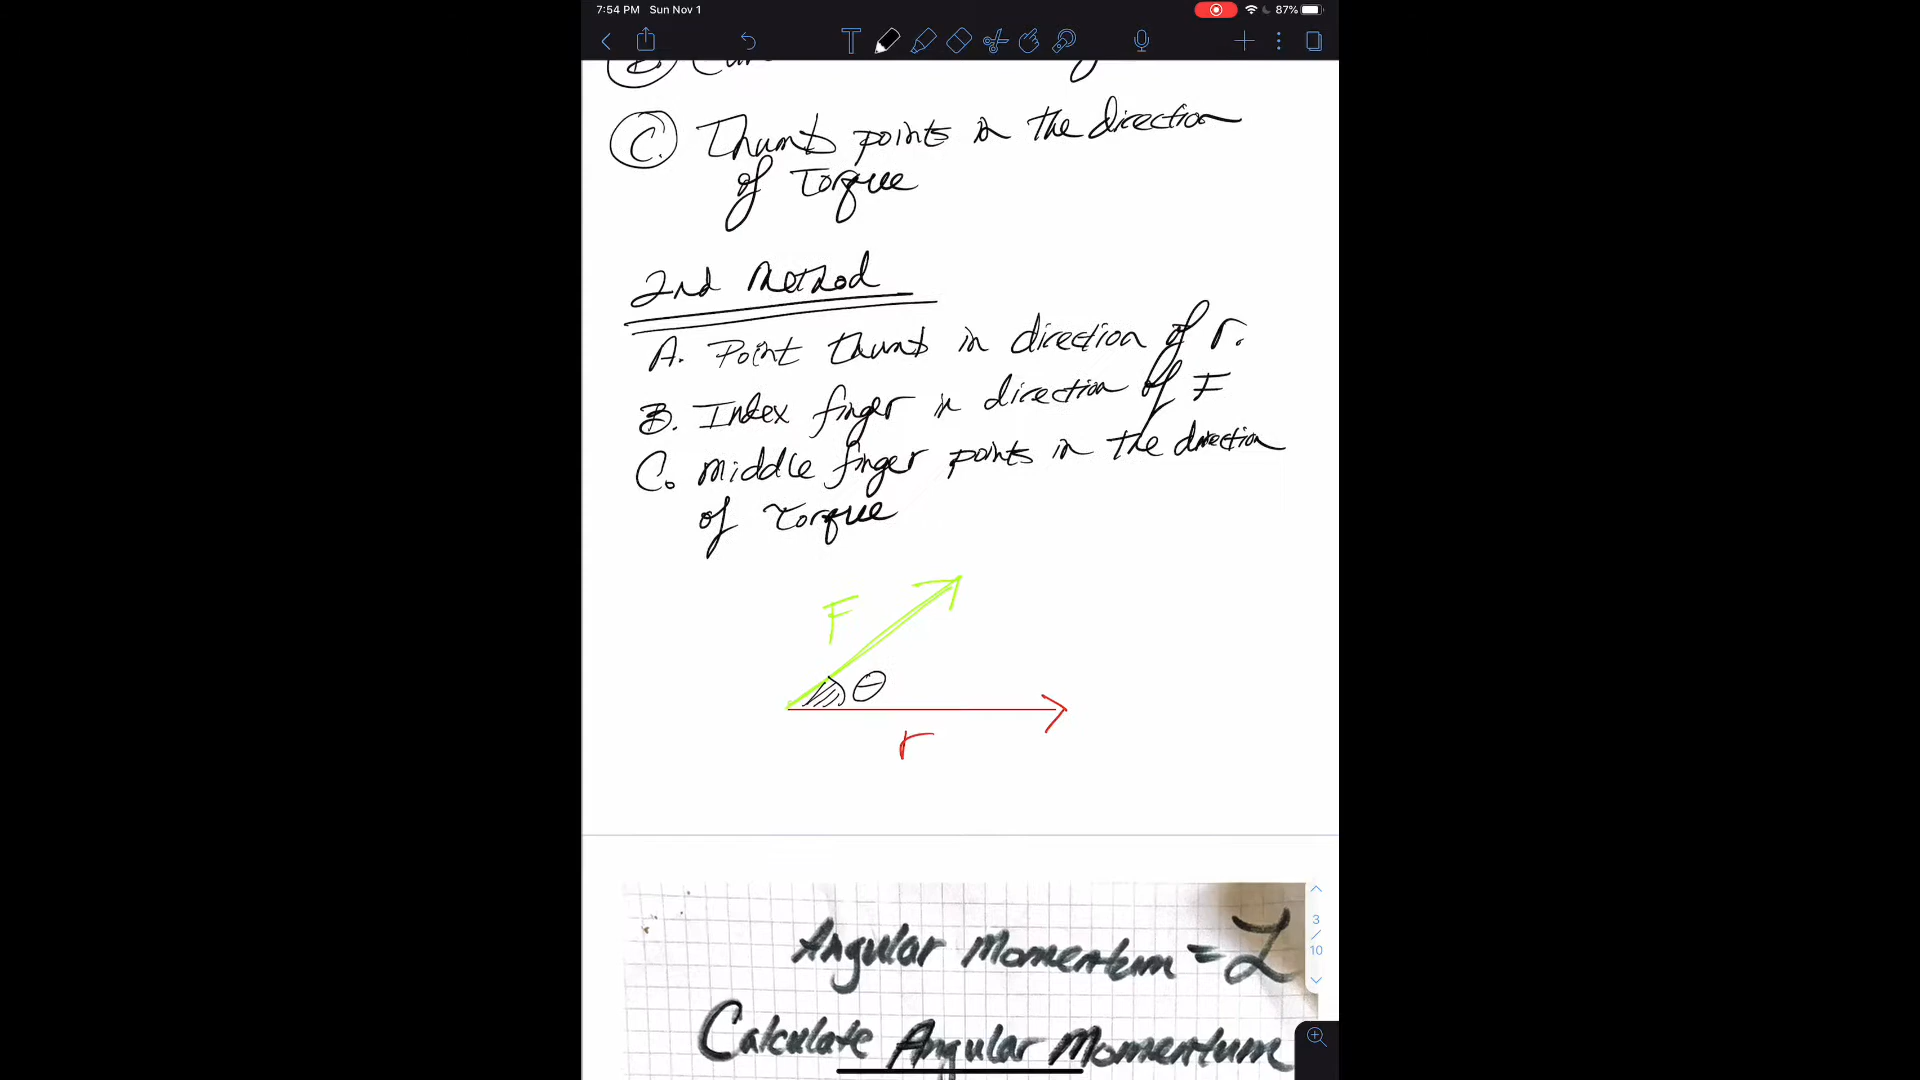 7:54 PM Sun Nov 1
87%
C. Thumb points in the direction
of Torque
2nd Method
A. Point thumb in direction of r.
B. Index finger in direction of F
C. Middle finger points in the direction
of Torque
F
θ
r
3
/
10
Angular Momentum = L
Calculate Angular Momentum